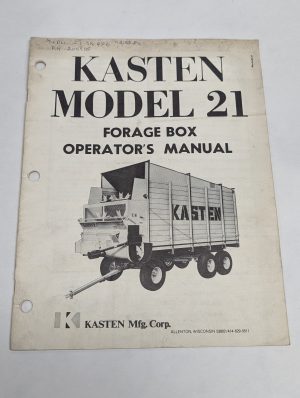 KASTEN
MODEL 21
FORAGE BOX
OPERATOR'S MANUAL
KASTEN
KASTEN Mfg. Corp.
ALLENTON, WISCONSIN